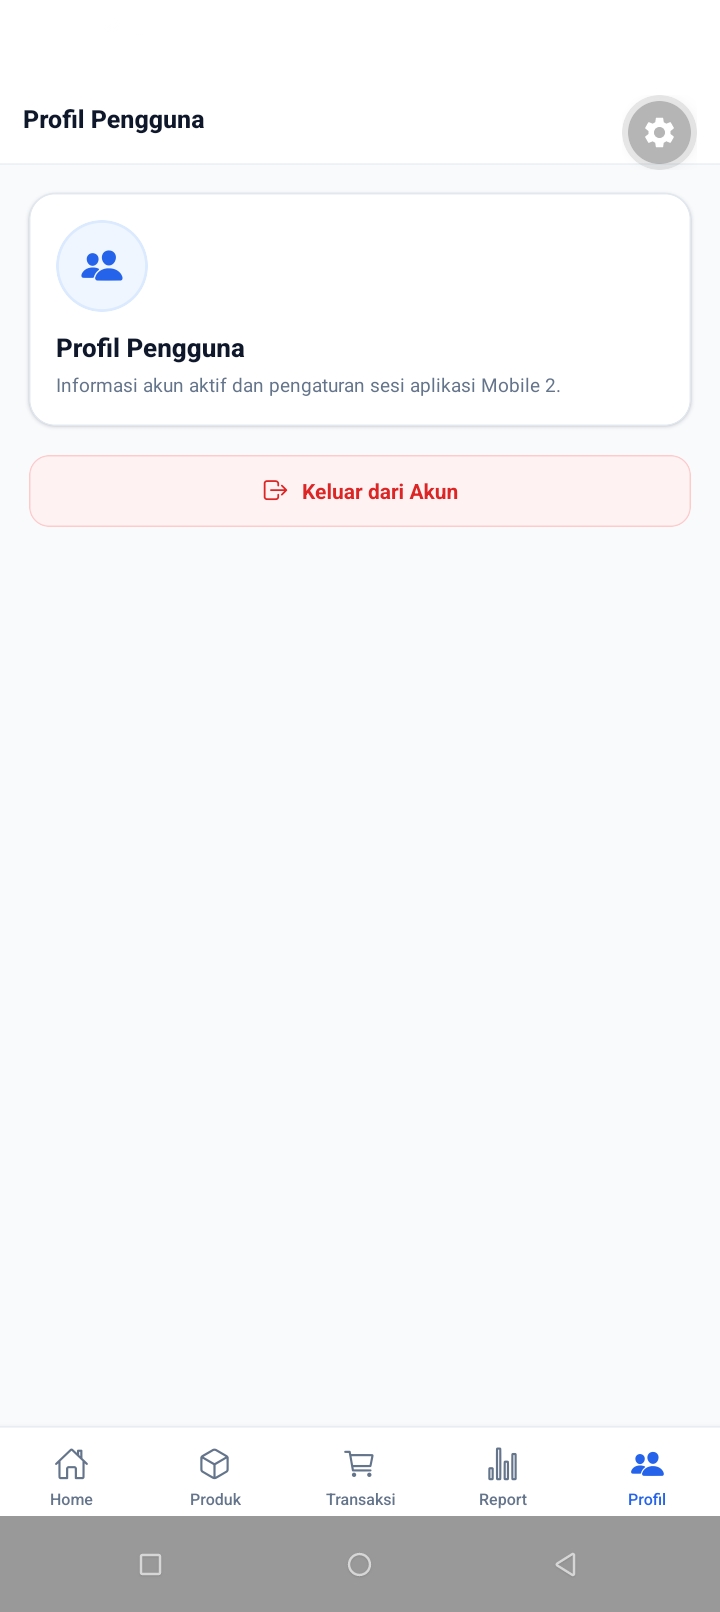 Profil Pengguna
Profil Pengguna
Informasi akun aktif dan pengaturan sesi aplikasi Mobile 2.
Keluar dari Akun
Home
Produk
Transaksi
Report
Profil